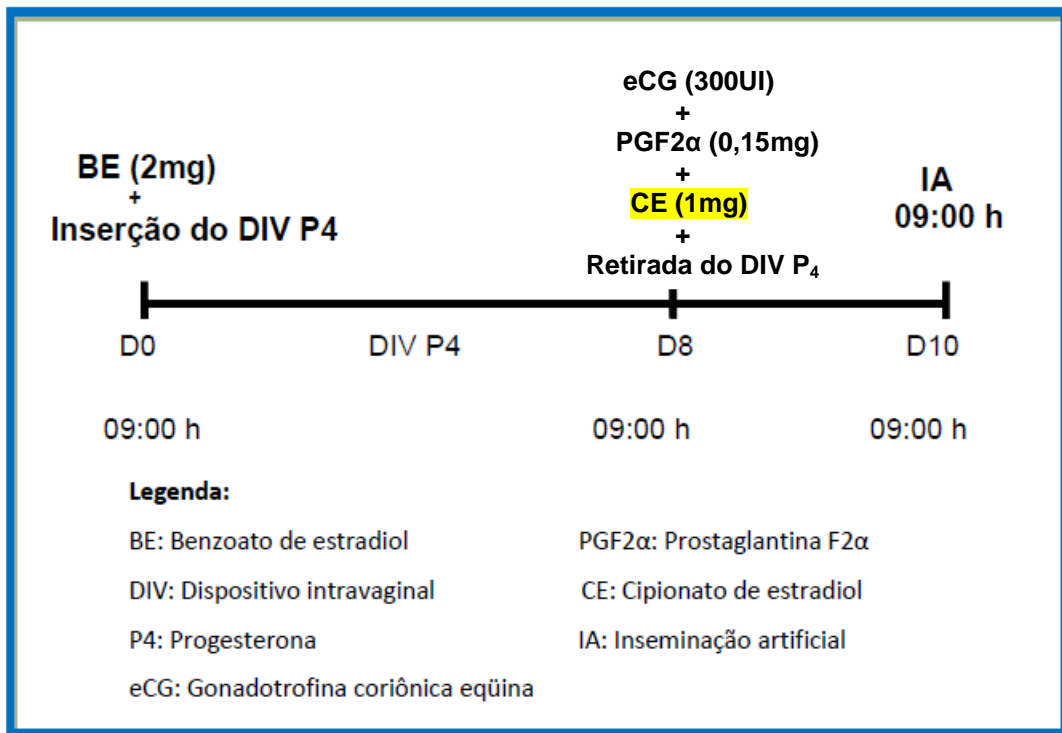 eCG (300UI)
+
PGF2α (0,15mg)
+
CE (1mg)
+
Retirada do DIV P₄
BE (2mg)
+
Inserção do DIV P4
IA
09:00 h
D0 DIV P4 D8 D10
09:00 h 09:00 h 09:00 h
Legenda:
BE: Benzoato de estradiol PGF2α: Prostaglantina F2α
DIV: Dispositivo intravaginal CE: Cipionato de estradiol
P4: Progesterona IA: Inseminação artificial
eCG: Gonadotrofina coriônica eqüina